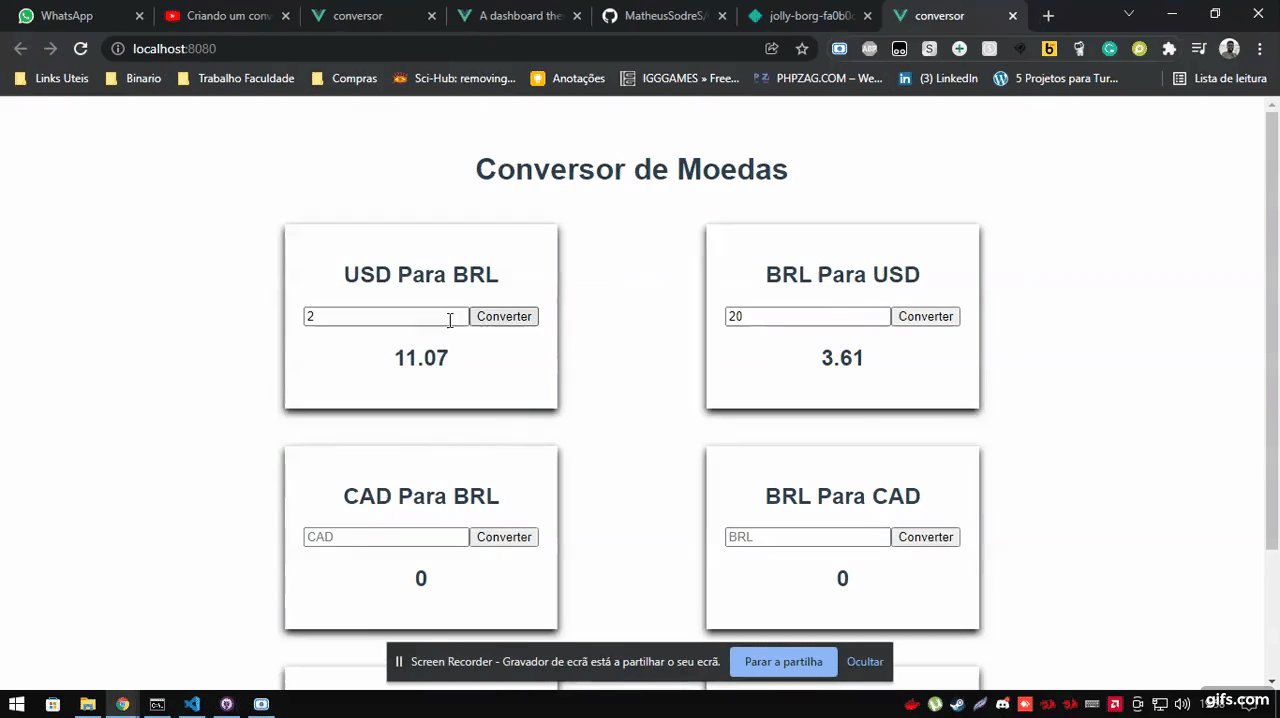 WhatsApp
Criando um conv
conversor
A dashboard the
MatheusSodreSA
jolly-borg-fa0b0c
conversor
localhost:8080
Links Uteis
Binario
Trabalho Faculdade
Compras
Sci-Hub: removing...
Anotações
IGGGAMES » Free...
PHPZAG.COM – We...
(3) LinkedIn
5 Projetos para Tur...
Lista de leitura
Conversor de Moedas
USD Para BRL
2
Converter
11.07
BRL Para USD
20
Converter
3.61
CAD Para BRL
CAD
Converter
0
BRL Para CAD
BRL
Converter
0
Screen Recorder - Gravador de ecrã está a partilhar o seu ecrã.
Parar a partilha
Ocultar
gifs.com